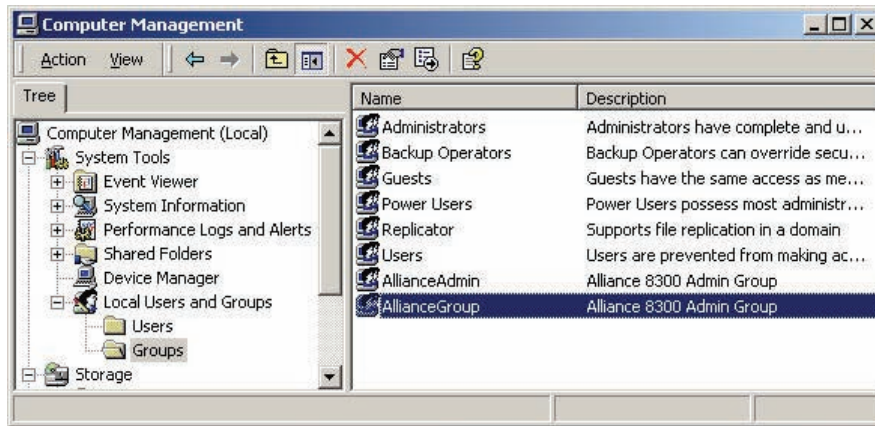 Computer Management
Action View
Tree
Computer Management (Local)
System Tools
Event Viewer
System Information
Performance Logs and Alerts
Shared Folders
Device Manager
Local Users and Groups
Users
Groups
Storage
Name Description
Administrators Administrators have complete and u...
Backup Operators Backup Operators can override secu...
Guests Guests have the same access as me...
Power Users Power Users possess most administr...
Replicator Supports file replication in a domain
Users Users are prevented from making ac...
AllianceAdmin Alliance 8300 Admin Group
AllianceGroup Alliance 8300 Admin Group